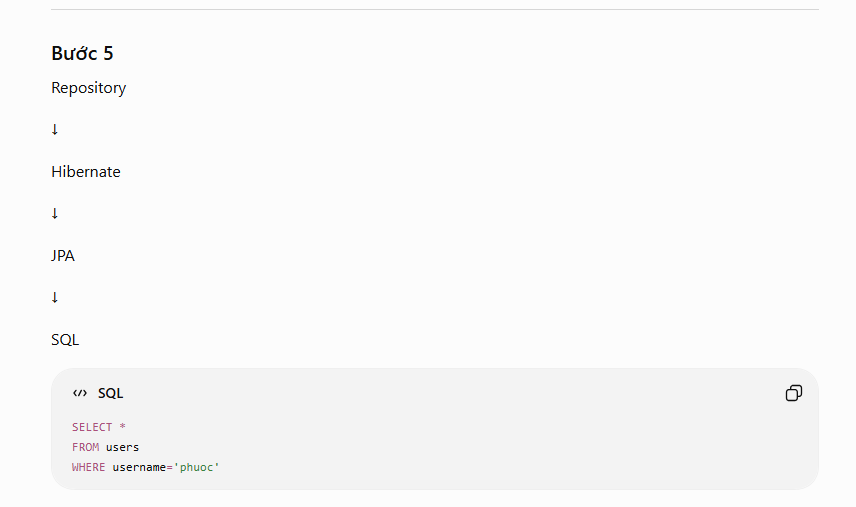 Bước 5
Repository
↓
Hibernate
↓
JPA
↓
SQL
</> SQL
SELECT *
FROM users
WHERE username='phuoc'